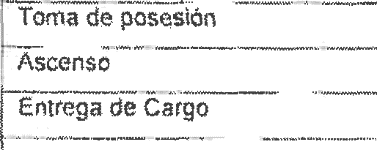 Toma de posesión
Ascenso
Entrega de Cargo